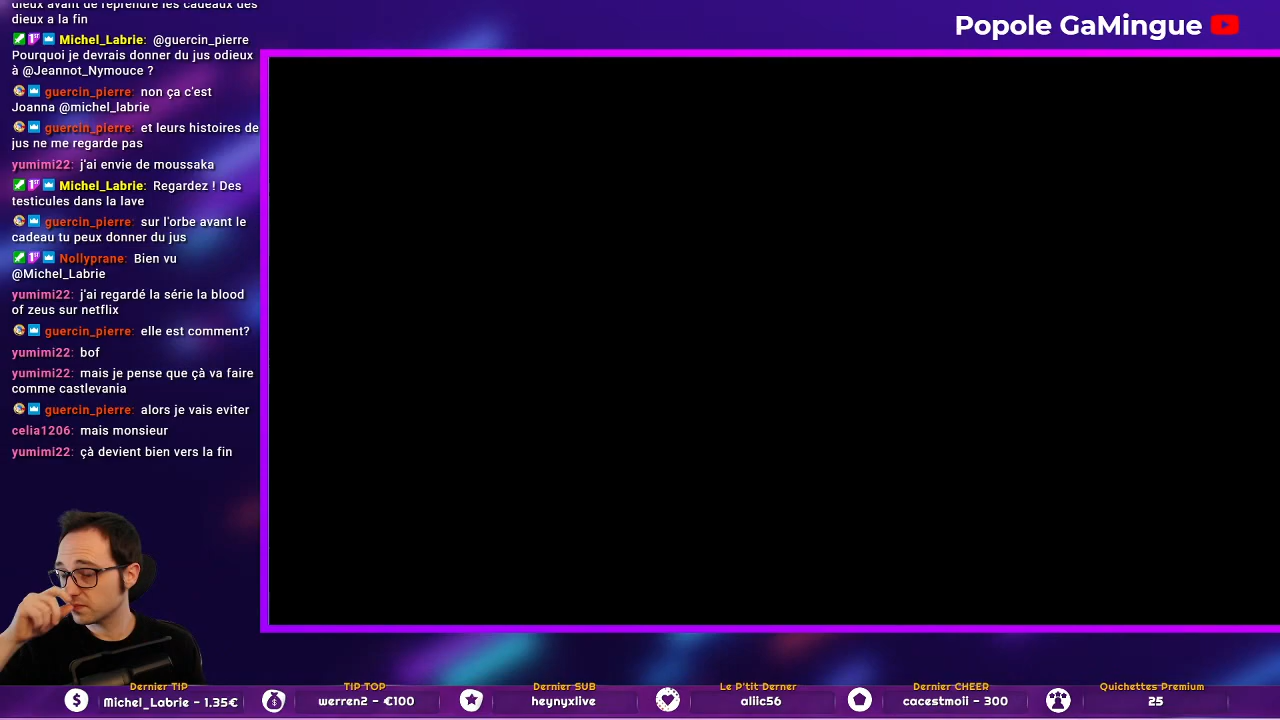 dieux avant de reprendre les cadeaux des
dieux a la fin
Michel_Labrie: @guercin_pierre
Pourquoi je devrais donner du jus odieux
à @Jeannot_Nymouce ?
guercin_pierre: non ça c'est
Joanna @michel_labrie
guercin_pierre: et leurs histoires de
jus ne me regarde pas
yumimi22: j'ai envie de moussaka
Michel_Labrie: Regardez ! Des
testicules dans la lave
guercin_pierre: sur l'orbe avant le
cadeau tu peux donner du jus
Nollyprane: Bien vu
@Michel_Labrie
yumimi22: j'ai regardé la série la blood
of zeus sur netflix
guercin_pierre: elle est comment?
yumimi22: bof
yumimi22: mais je pense que çà va faire
comme castlevania
guercin_pierre: alors je vais eviter
celia1206: mais monsieur
yumimi22: çà devient bien vers la fin
Popole GaMingue
Dernier TIP
Michel_Labrie - 1.35€
TIP TOP
werren2 - €100
Dernier SUB
heynyxlive
Le P'tit Derner
aliic56
Dernier CHEER
cacestmoii - 300
Quichettes Premium
25